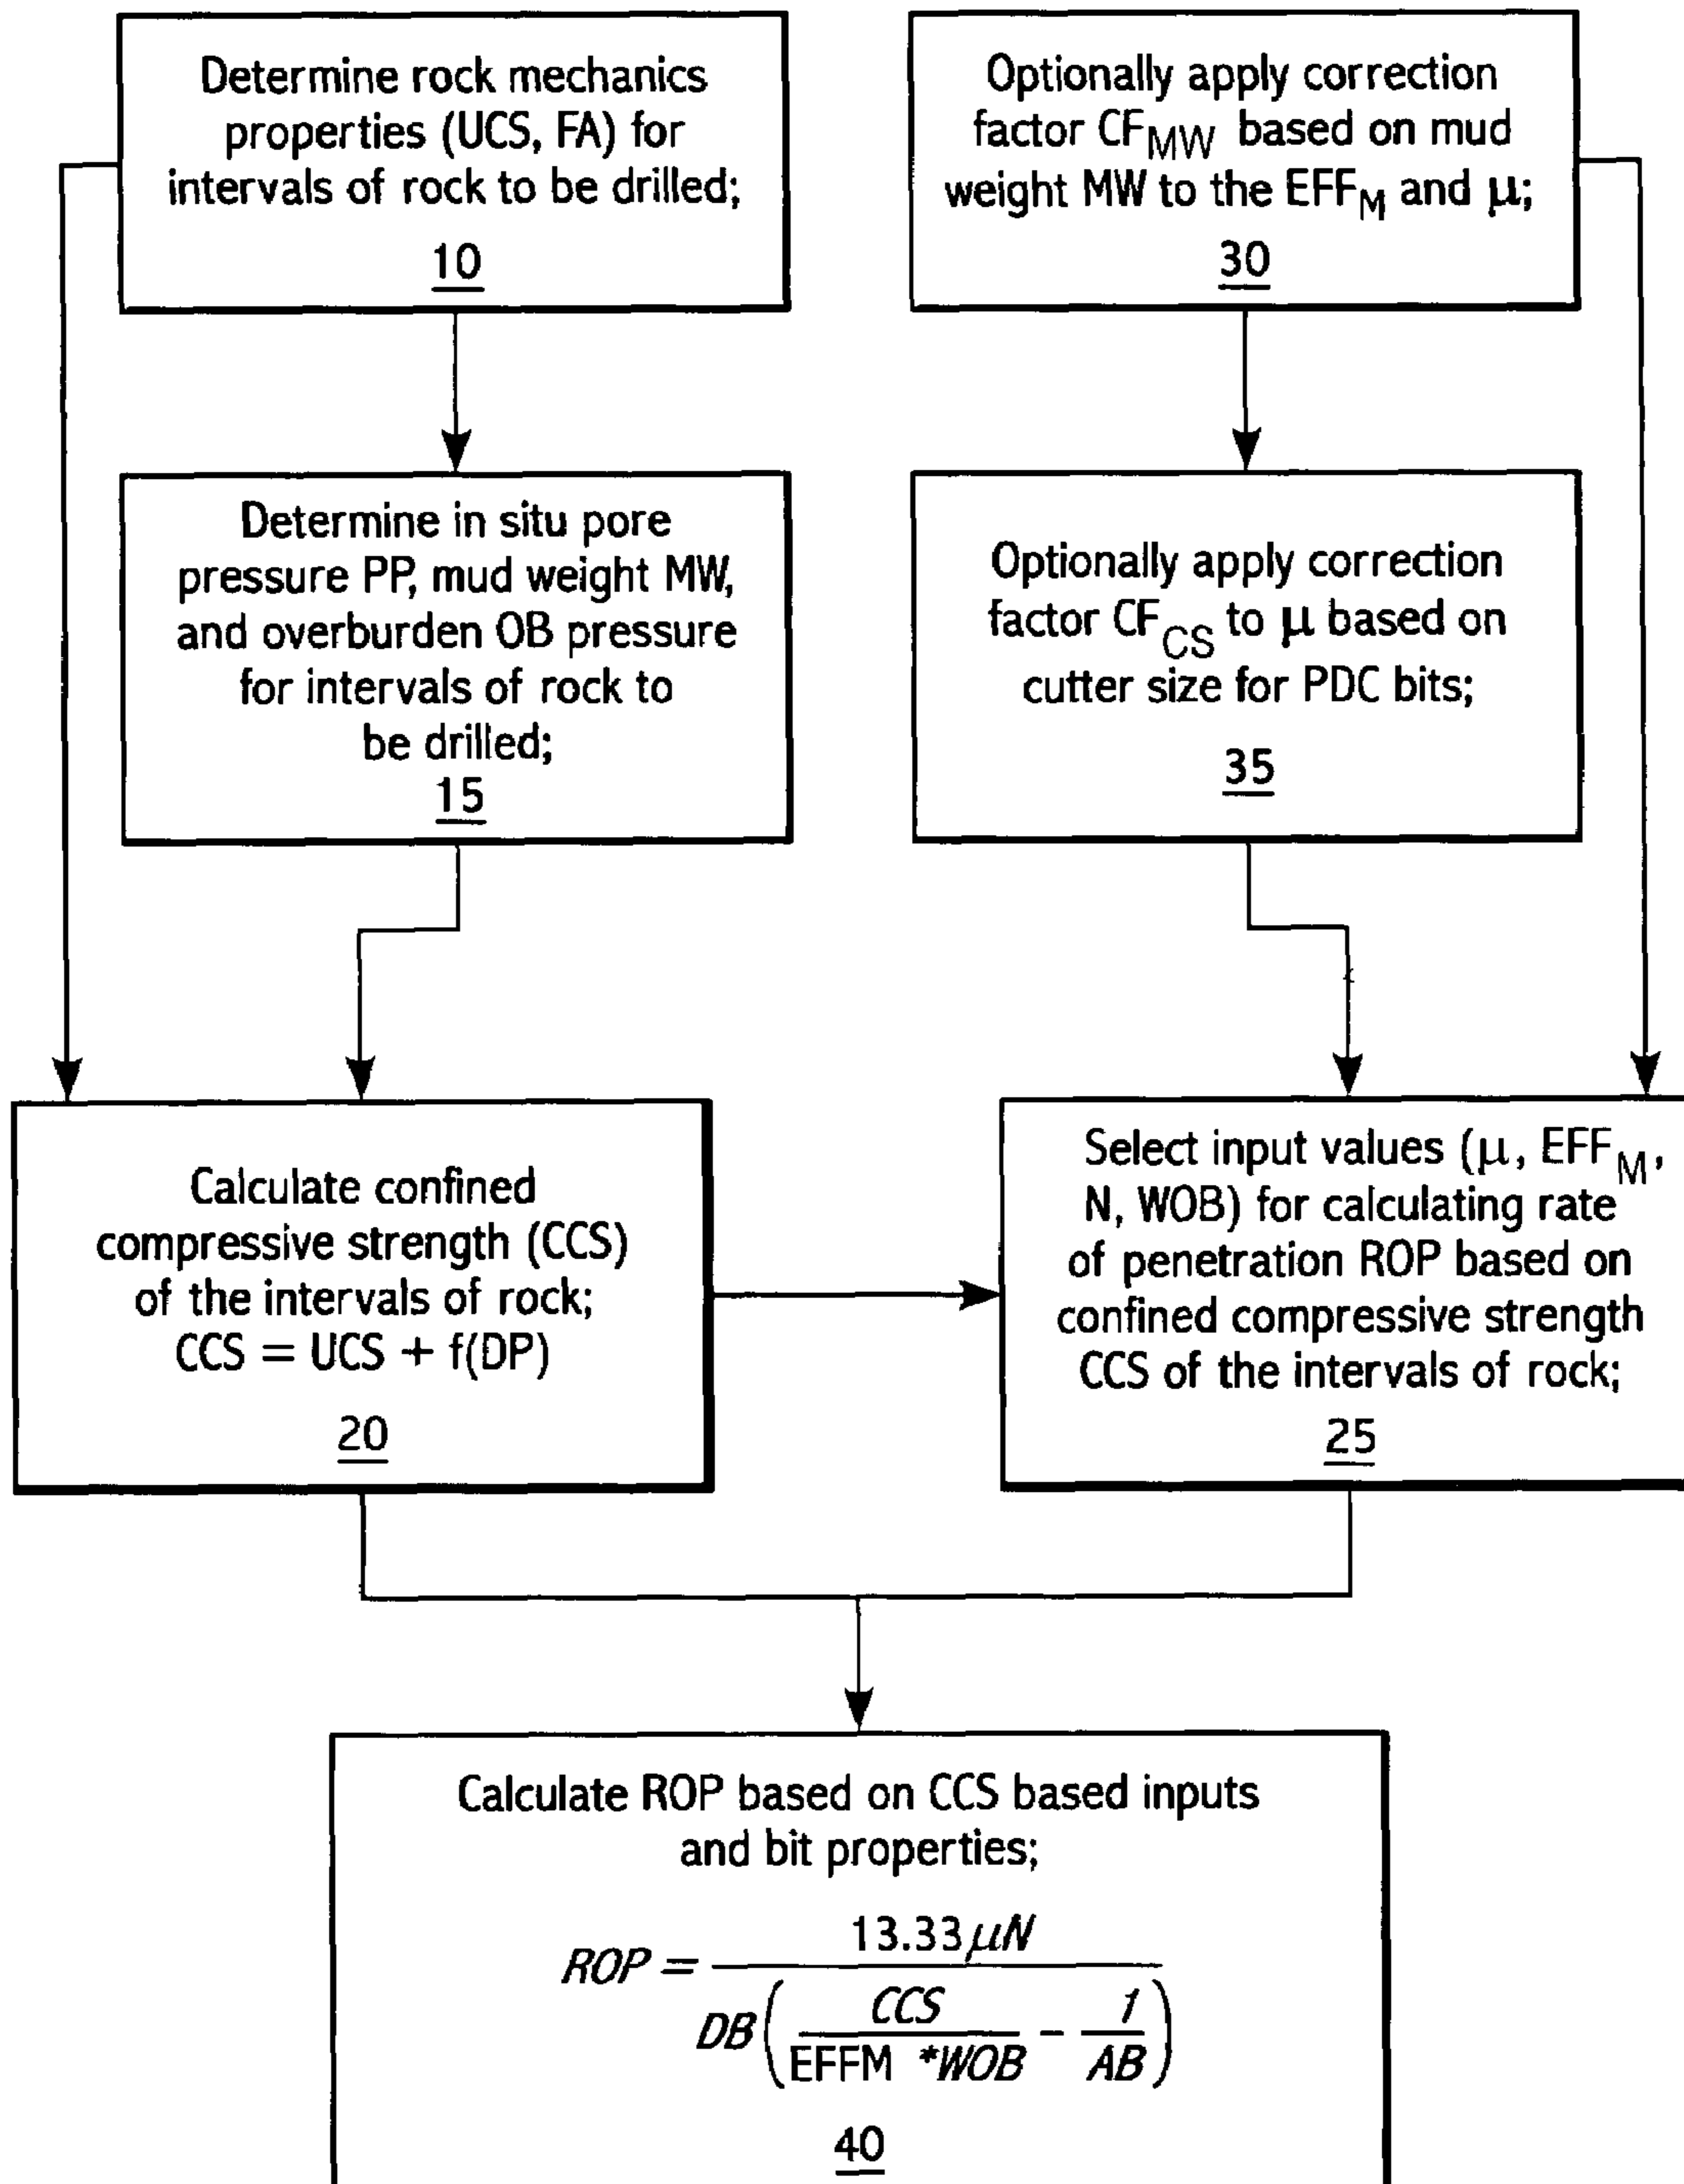 Determine rock mechanics
properties (UCS, FA) for
intervals of rock to be drilled;
10
Optionally apply correction
factor CF_MW based on mud
weight MW to the EFF_M and μ;
30
Determine in situ pore
pressure PP, mud weight MW,
and overburden OB pressure
for intervals of rock to
be drilled;
15
Optionally apply correction
factor CF_CS to μ based on
cutter size for PDC bits;
35
Calculate confined
compressive strength (CCS)
of the intervals of rock;
CCS = UCS + f(DP)
20
Select input values (μ, EFF_M,
N, WOB) for calculating rate
of penetration ROP based on
confined compressive strength
CCS of the intervals of rock;
25
Calculate ROP based on CCS based inputs
and bit properties;
ROP = 13.33μN / DB(CCS / EFFM *WOB - 1 / AB)
40